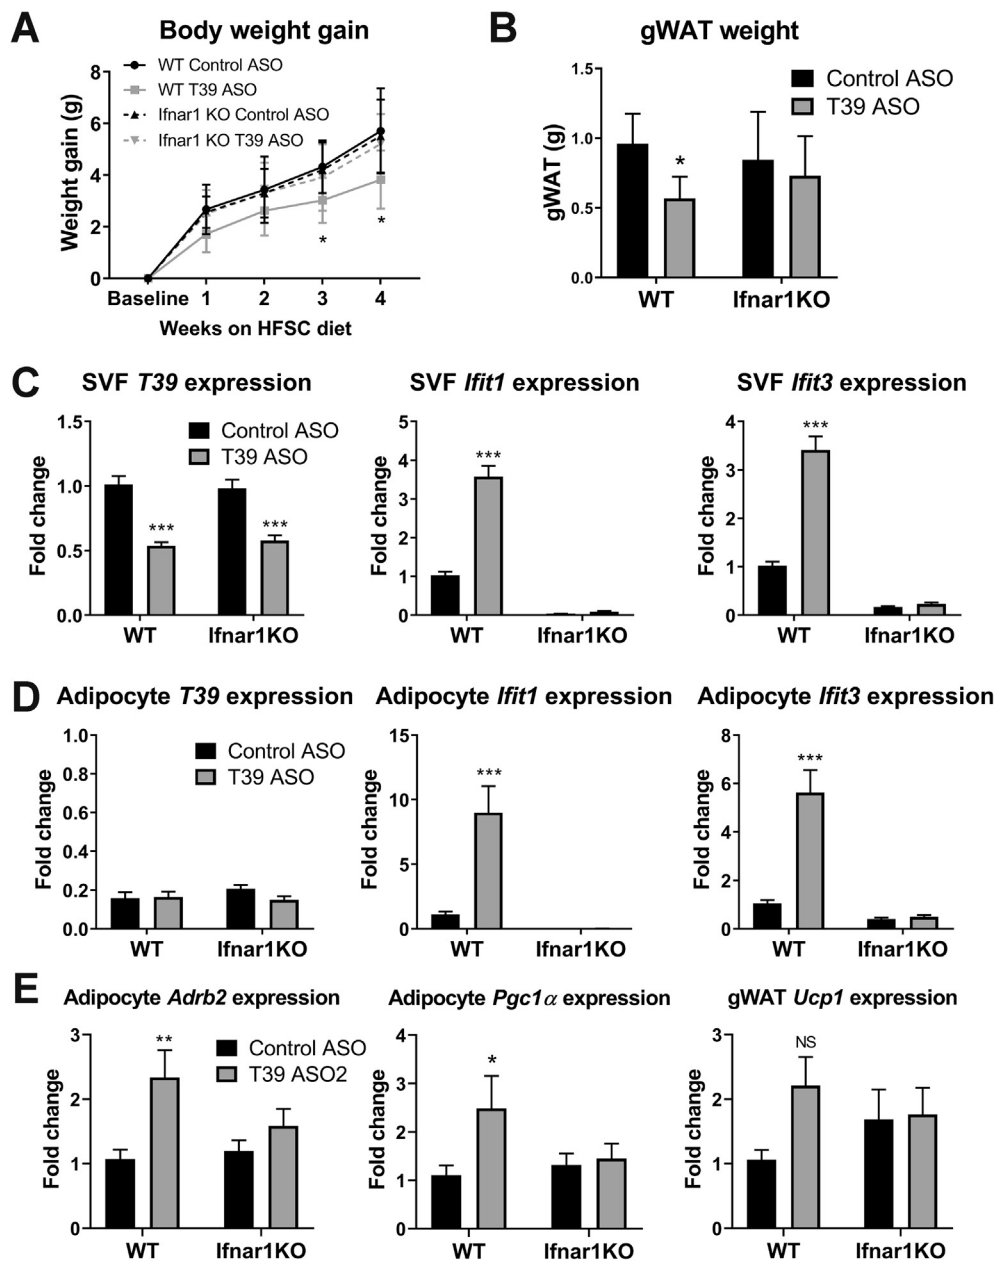 A
Body weight gain
WT Control ASO
WT T39 ASO
Ifnar1 KO Control ASO
Ifnar1 KO T39 ASO
Weight gain (g)
8
6
4
2
0
*
*
Baseline 1 2 3 4
Weeks on HFSC diet
B
gWAT weight
Control ASO
T39 ASO
gWAT (g)
1.5
1.0
0.5
0.0
*
WT Ifnar1KO
C
SVF T39 expression
Control ASO
T39 ASO
Fold change
1.5
1.0
0.5
0.0
***
***
WT Ifnar1KO
SVF Ifit1 expression
Fold change
5
4
3
2
1
0
***
WT Ifnar1KO
SVF Ifit3 expression
Fold change
4
3
2
1
0
***
WT Ifnar1KO
D
Adipocyte T39 expression
Control ASO
T39 ASO
Fold change
1.0
0.8
0.6
0.4
0.2
0.0
WT Ifnar1KO
Adipocyte Ifit1 expression
Fold change
15
10
5
0
***
WT Ifnar1KO
Adipocyte Ifit3 expression
Fold change
8
6
4
2
0
***
WT Ifnar1KO
E
Adipocyte Adrb2 expression
Control ASO
T39 ASO2
Fold change
3
2
1
0
**
WT Ifnar1KO
Adipocyte Pgc1α expression
Fold change
4
3
2
1
0
*
WT Ifnar1KO
gWAT Ucp1 expression
Fold change
3
2
1
0
NS
WT Ifnar1KO